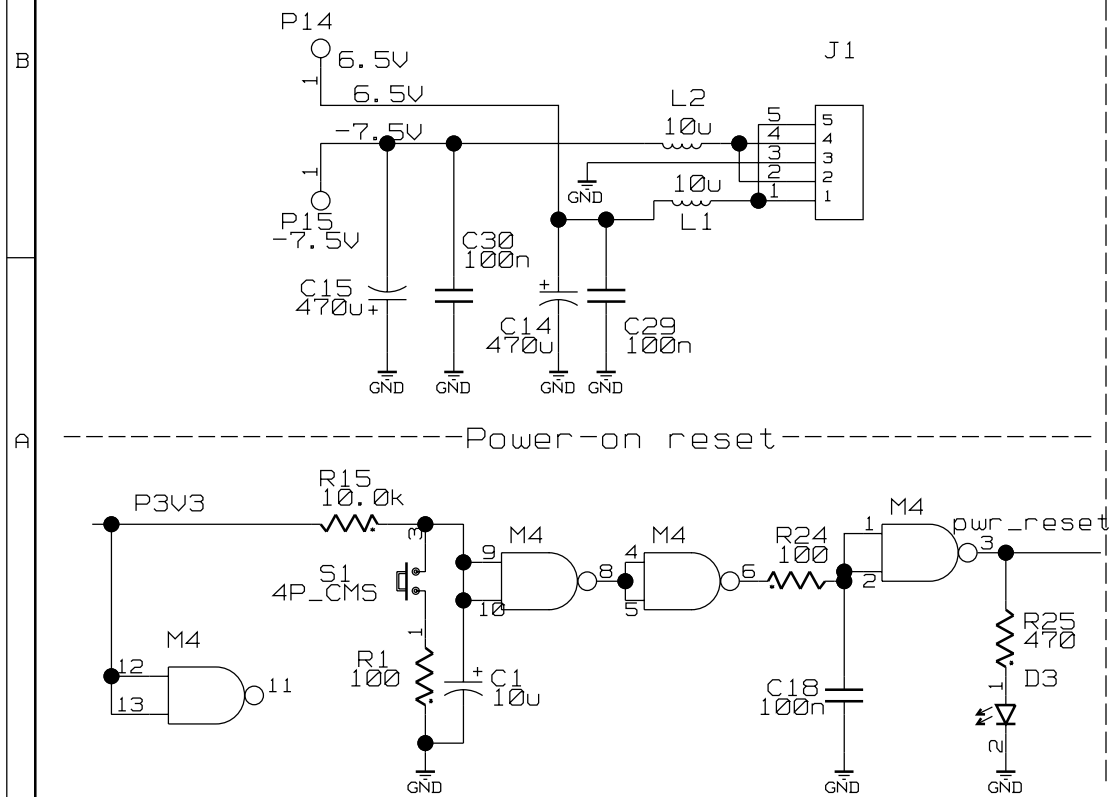 P14
B
J1
6.5V
1
6.5V
L2
10u
5
5
-7.5V
4
4
3
3
1
10u
2
2
GND
1
1
P15
L1
-7.5V
C30
100n
C15
470u
+
+
C14
470u
C29
100n
GND
GND
GND
GND
A
Power-on reset
R15
10.0k
P3V3
M4
1
pwr_reset
3
M4
M4
R24
100
3
9
4
8
6
2
S1
4P_CMS
10
5
R25
470
M4
1
12
R1
100
C1
10u
+
D3
11
13
C18
100n
1
2
GND
GND
GND